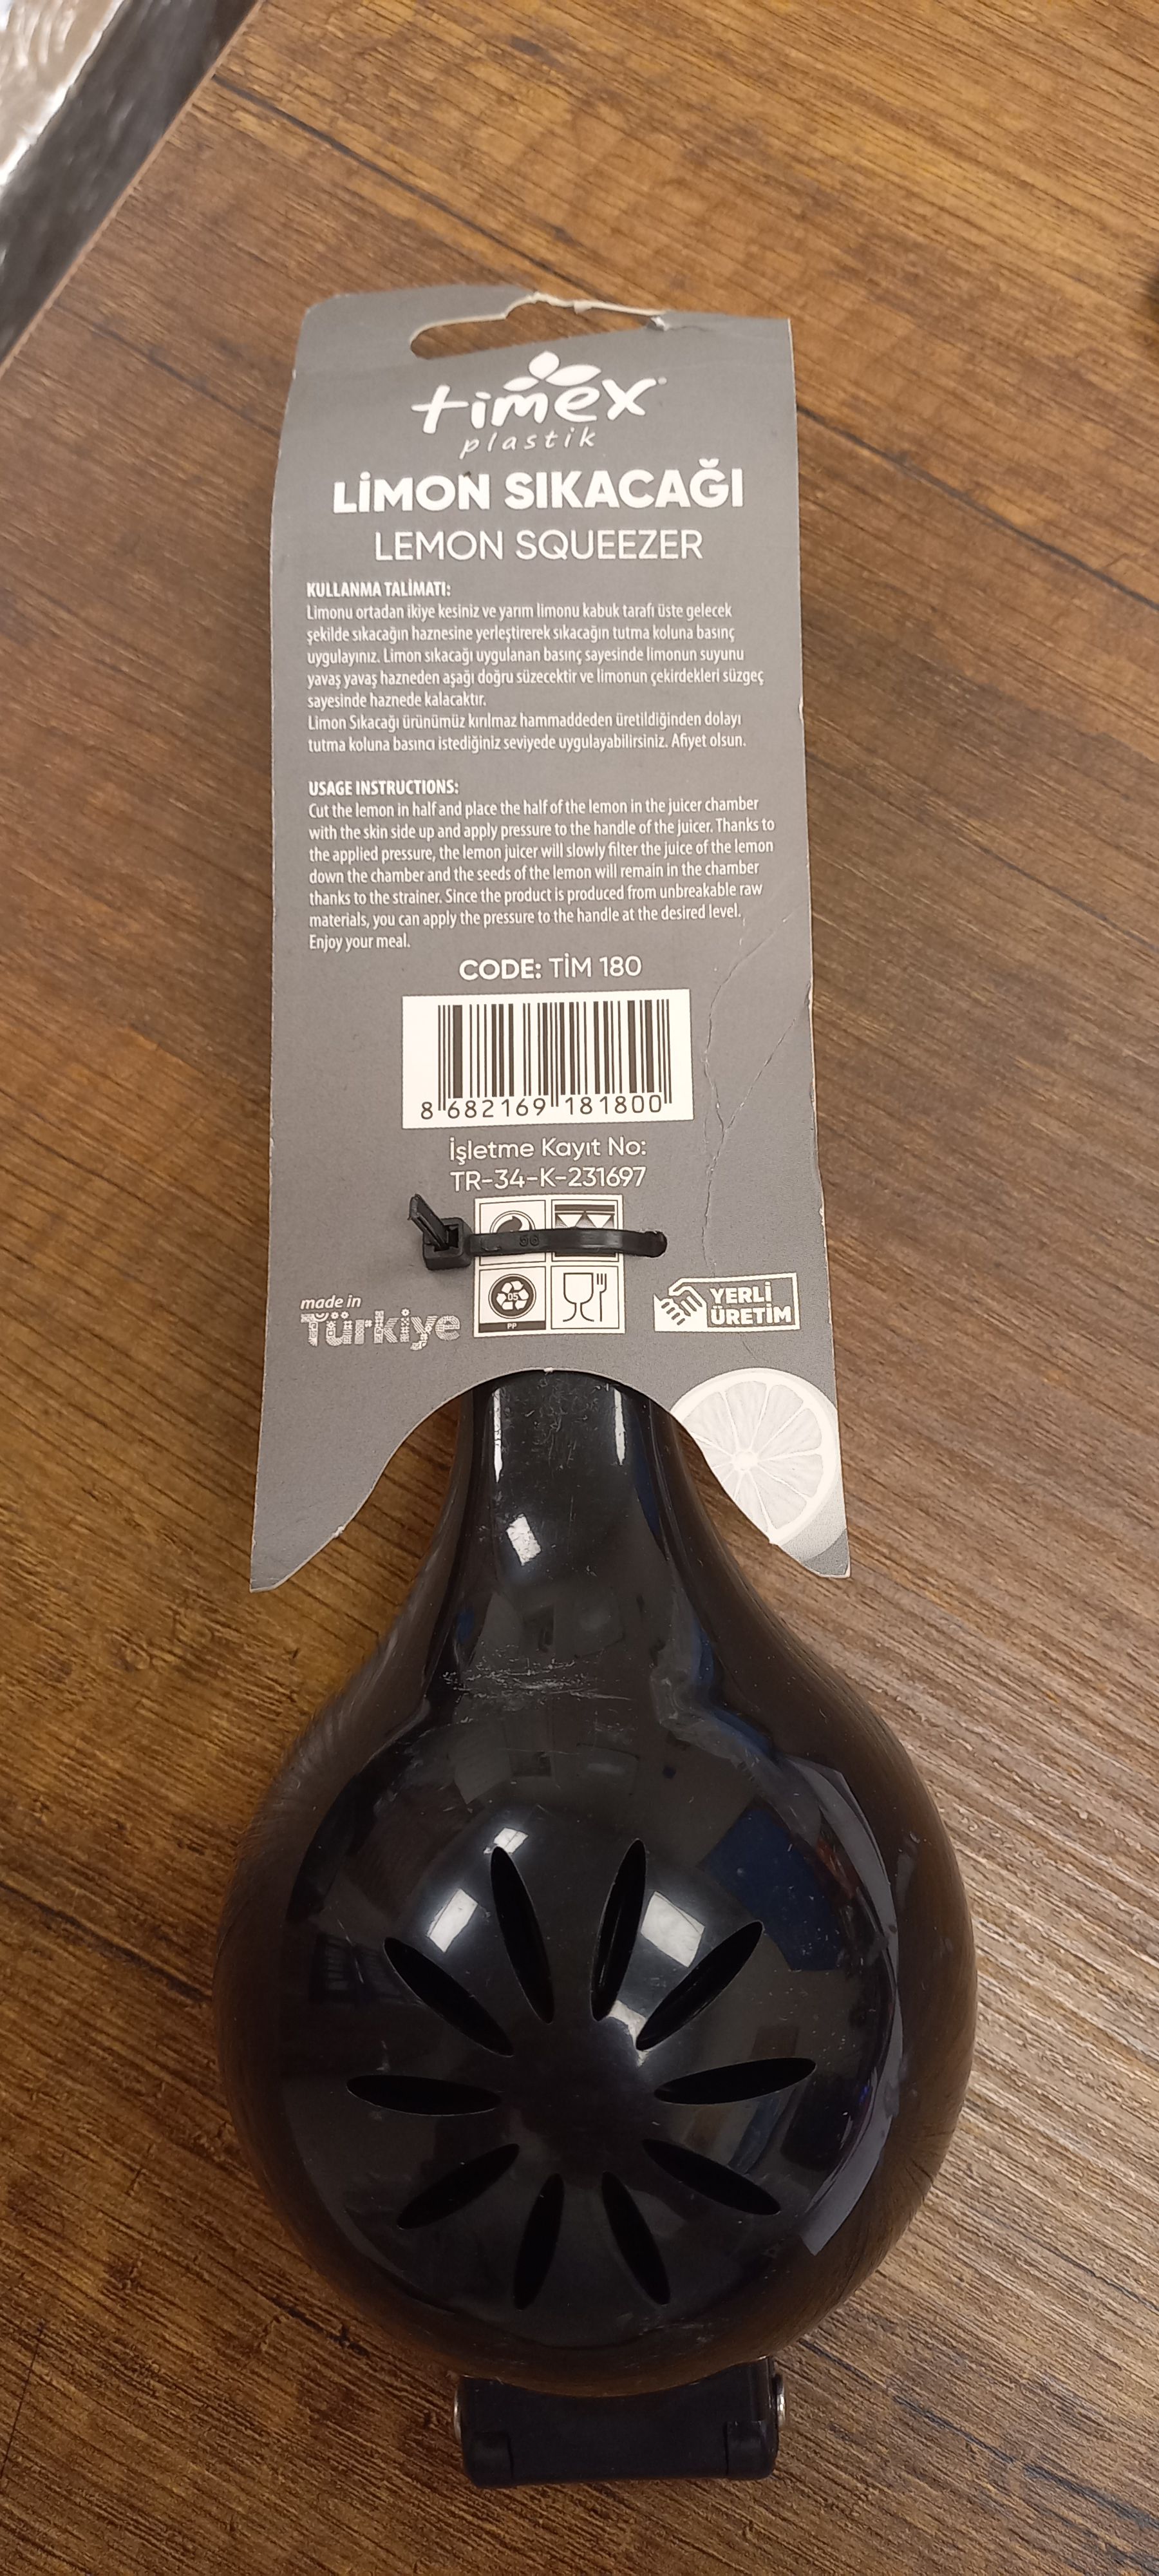 timex
plastik
LİMON SIKACAĞI
LEMON SQUEEZER
KULLANMA TALİMATI:
Limonu ortadan ikiye kesiniz ve yarım limonu kabuk tarafı üste gelecek
şekilde sıkacağın haznesine yerleştirerek sıkacağın tutma koluna basınç
uygulayınız. Limon sıkacağı uygulanan basınç sayesinde limonun suyunu
yavaş yavaş hazneden aşağı doğru süzecektir ve limonun çekirdekleri süzgeç
sayesinde haznede kalacaktır.
Limon Sıkacağı ürünümüz kırılmaz hammaddeden üretildiğinden dolayı
tutma koluna basıncı istediğiniz seviyede uygulayabilirsiniz. Afiyet olsun.
USAGE INSTRUCTIONS:
Cut the lemon in half and place the half of the lemon in the juicer chamber
with the skin side up and apply pressure to the handle of the juicer. Thanks to
the applied pressure, the lemon juicer will slowly filter the juice of the lemon
down the chamber and the seeds of the lemon will remain in the chamber
thanks to the strainer. Since the product is produced from unbreakable raw
materials, you can apply the pressure to the handle at the desired level.
Enjoy your meal.
CODE: TİM 180
8 682169 181800
İşletme Kayıt No:
TR-34-K-231697
05
PP
made in
Türkiye
YERLİ
ÜRETİM